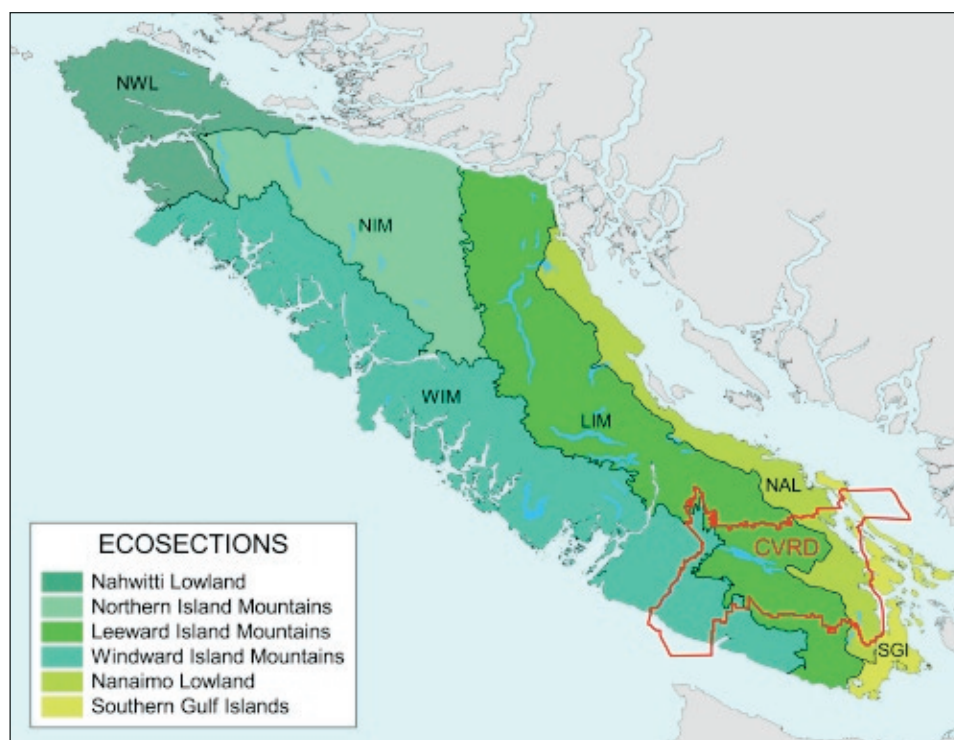 NWL
NIM
WIM
LIM
NAL
CVRD
SGI
ECOSECTIONS
Nahwitti Lowland
Northern Island Mountains
Leeward Island Mountains
Windward Island Mountains
Nanaimo Lowland
Southern Gulf Islands